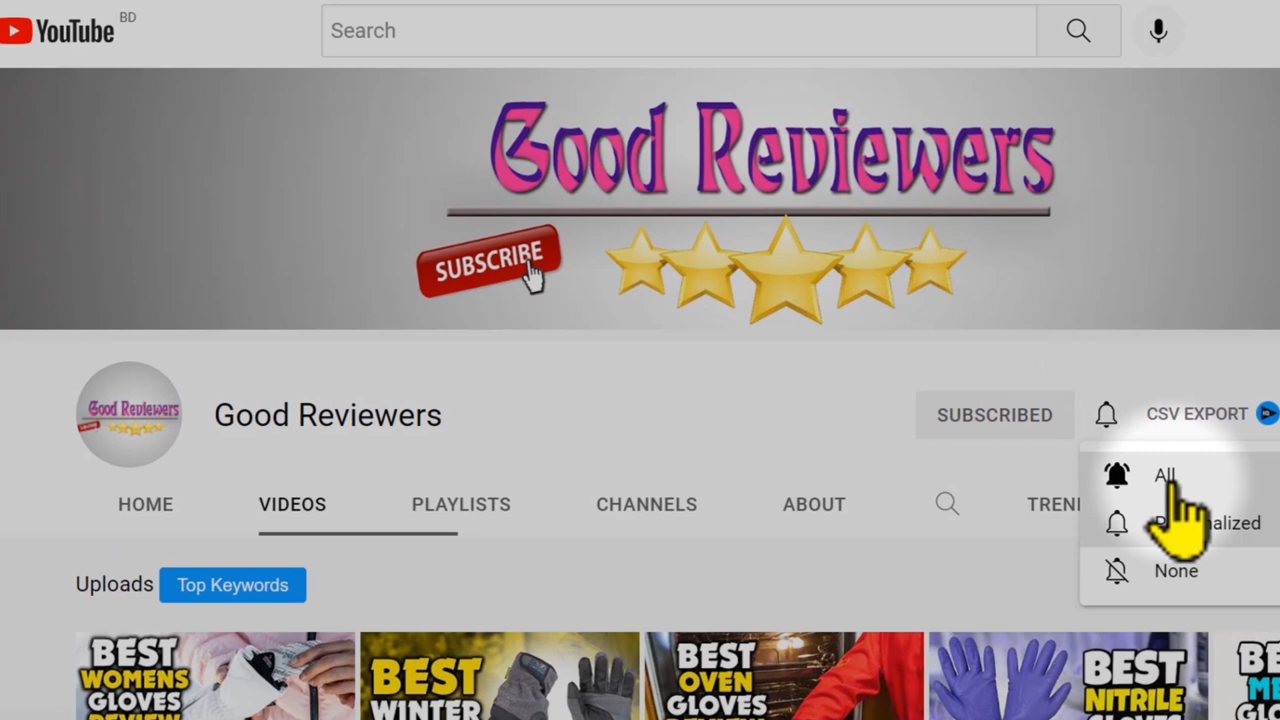 YouTube BD
Search
Good Reviewers
SUBSCRIBE
Good Reviewers
Good Reviewers
SUBSCRIBED
CSV EXPORT
All
None
HOME
VIDEOS
PLAYLISTS
CHANNELS
ABOUT
Uploads
Top Keywords
BEST
WOMENS
GLOVES
REVIEW
BEST
WINTER
BEST
OVEN
GLOVES
BEST
NITRILE